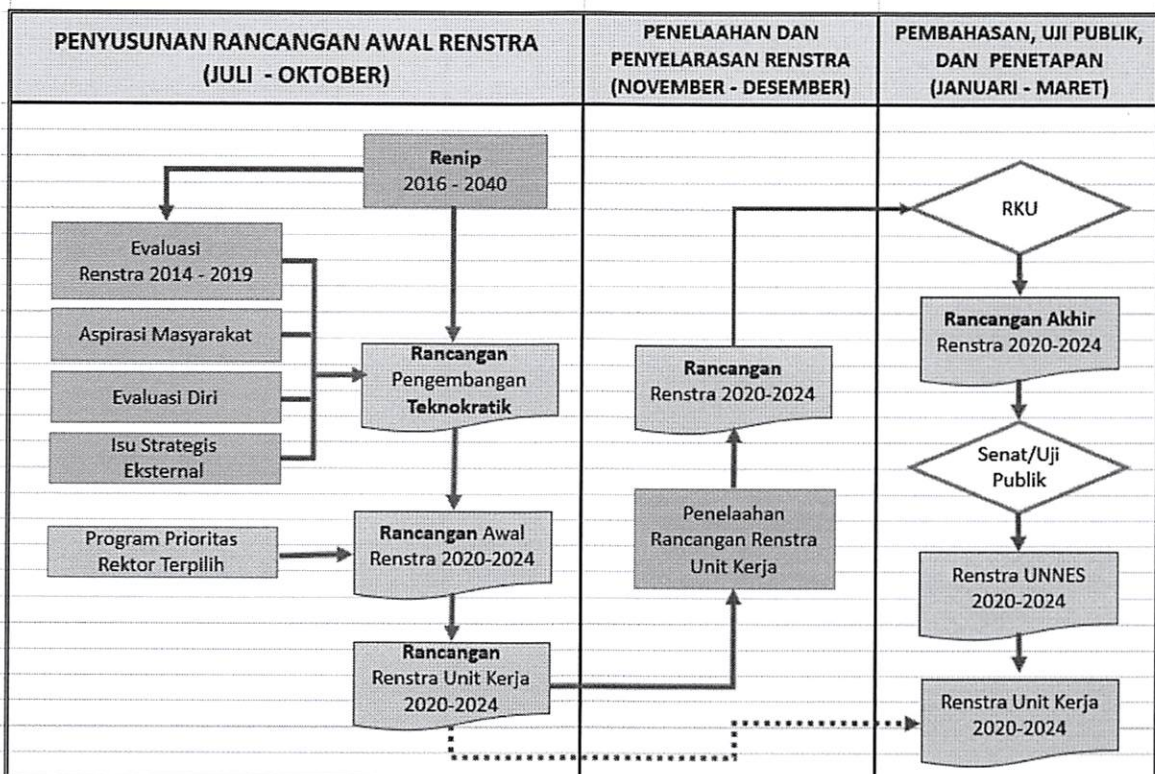 PENYUSUNAN RANCANGAN AWAL RENSTRA
(JULI - OKTOBER)
PENELAAHAN DAN
PENYELARASAN RENSTRA
(NOVEMBER - DESEMBER)
PEMBAHASAN, UJI PUBLIK,
DAN PENETAPAN
(JANUARI - MARET)
Renip
2016 - 2040
Evaluasi
Renstra 2014 - 2019
Aspirasi Masyarakat
Evaluasi Diri
Isu Strategis
Eksternal
Rancangan
Pengembangan
Teknokratik
Program Prioritas
Rektor Terpilih
Rancangan Awal
Renstra 2020-2024
Rancangan
Renstra Unit Kerja
2020-2024
Rancangan
Renstra 2020-2024
Penelaahan
Rancangan Renstra
Unit Kerja
RKU
Rancangan Akhir
Renstra 2020-2024
Senat/Uji
Publik
Renstra UNNES
2020-2024
Renstra Unit Kerja
2020-2024